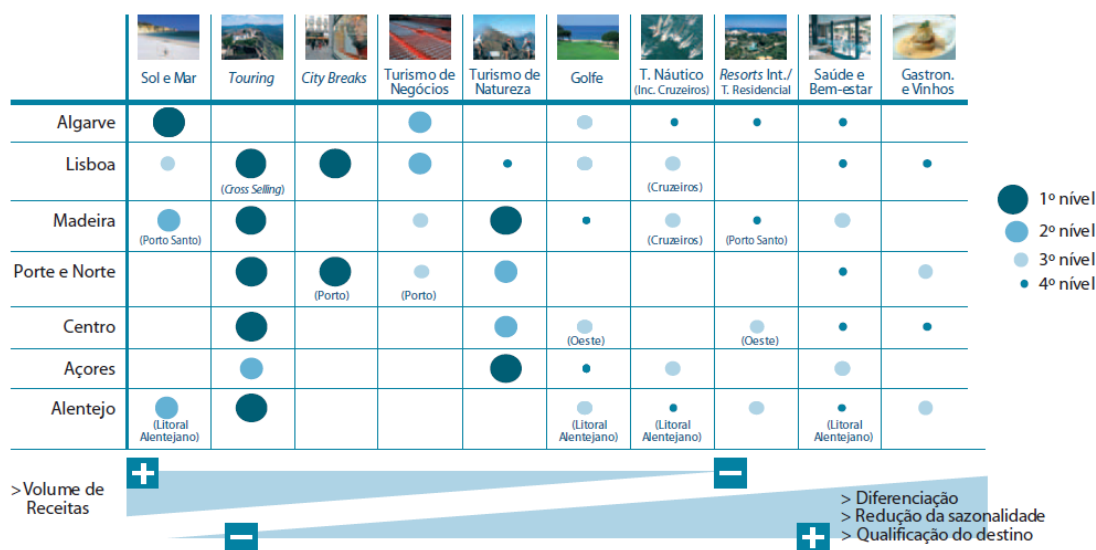 Sol e Mar
Touring
City Breaks
Turismo de
Negócios
Turismo de
Natureza
Golfe
T. Náutico
(Inc. Cruzeiros)
Resorts Int./
T. Residencial
Saúde e
Bem-estar
Gastron.
e Vinhos
Algarve
Lisboa
(Cross Selling)
(Cruzeiros)
Madeira
(Porto Santo)
(Cruzeiros)
(Porto Santo)
Porte e Norte
(Porto)
(Porto)
Centro
(Oeste)
(Oeste)
Açores
Alentejo
(Litoral
Alentejano)
(Litoral
Alentejano)
(Litoral
Alentejano)
(Litoral
Alentejano)
1º nível
2º nível
3º nível
4º nível
+
−
> Volume de
Receitas
−
+
> Diferenciação
> Redução da sazonalidade
> Qualificação do destino